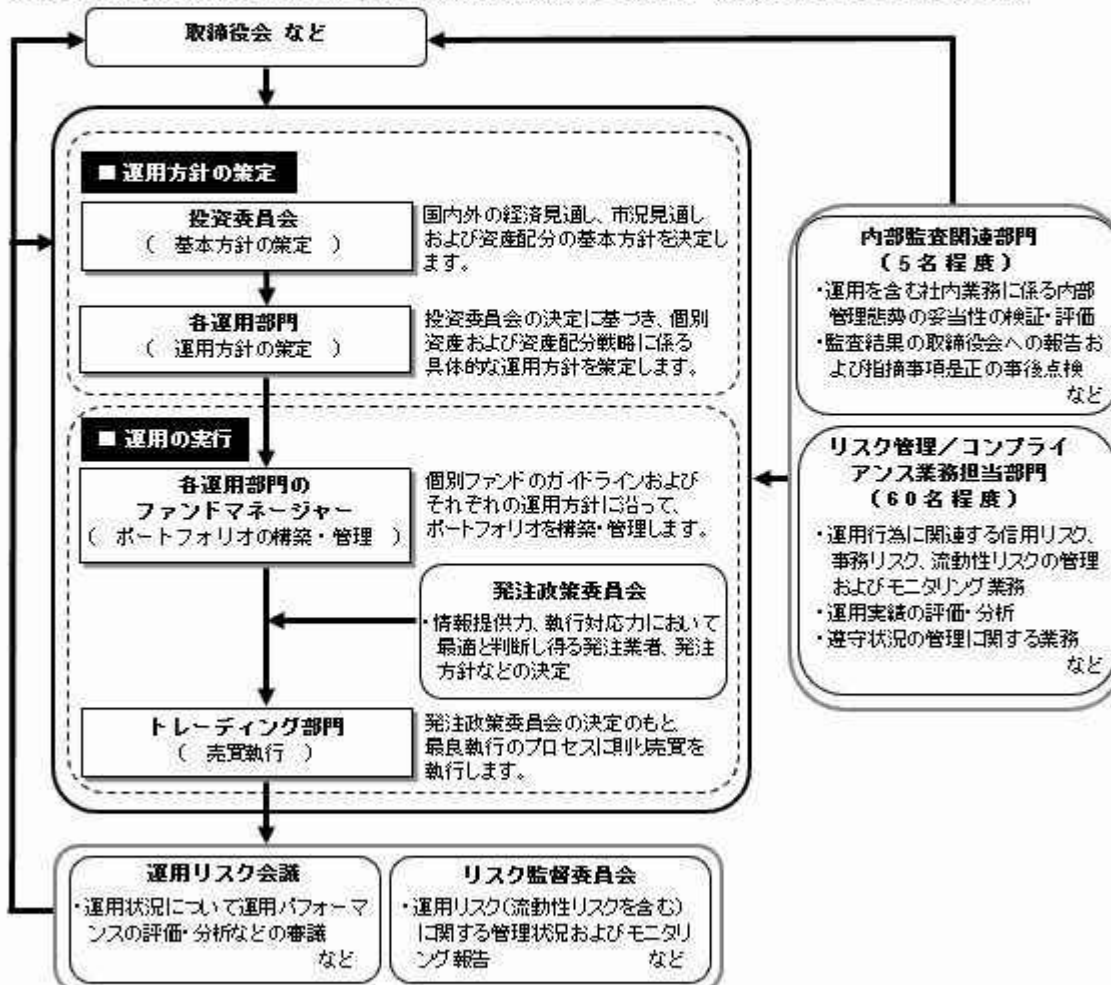 取締役会 など
■ 運用方針の策定
投資委員会
( 基本方針の策定 )
国内外の経済見通し、市況見通し
および資産配分の基本方針を決定し
ます。
各運用部門
( 運用方針の策定 )
投資委員会の決定に基づき、個別
資産および資産配分戦略に係る
具体的な運用方針を策定します。
■ 運用の実行
各運用部門の
ファンドマネージャー
( ポートフォリオの構築・管理 )
個別ファンドのガイドラインおよび
それぞれの運用方針に沿って、
ポートフォリオを構築・管理します。
発注政策委員会
・情報提供力、執行対応力において
最適と判断し得る発注業者、発注
方針などの決定
トレーディング部門
( 売買執行 )
発注政策委員会の決定のもと、
最良執行のプロセスに則り売買を
執行します。
内部監査関連部門
(5名程度)
・運用を含む社内業務に係る内部
管理態勢の妥当性の検証・評価
・監査結果の取締役会への報告お
よび指摘事項是正の事後点検
など
リスク管理/コンプライ
アンス業務担当部門
(60名程度)
・運用行為に関連する信用リスク、
事務リスク、流動性リスクの管理
およびモニタリング業務
・運用実績の評価・分析
・遵守状況の管理に関する業務
など
運用リスク会議
・運用状況について運用パフォーマ
ンスの評価・分析などの審議
など
リスク監督委員会
・運用リスク(流動性リスクを含む)
に関する管理状況およびモニタリ
ング報告 など